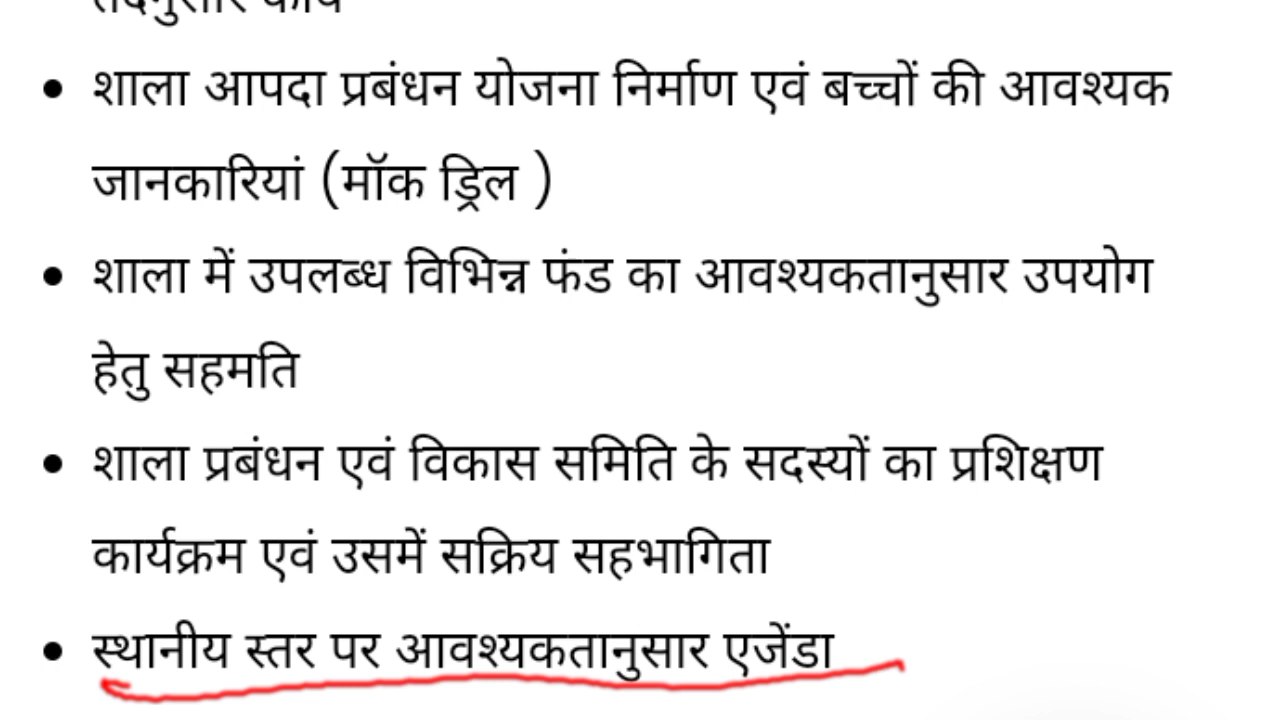 • शाला आपदा प्रबंधन योजना निर्माण एवं बच्चों की आवश्यक
जानकारियां (मॉक ड्रिल )
• शाला में उपलब्ध विभिन्न फंड का आवश्यकतानुसार उपयोग
हेतु सहमति
• शाला प्रबंधन एवं विकास समिति के सदस्यों का प्रशिक्षण
कार्यक्रम एवं उसमें सक्रिय सहभागिता
• स्थानीय स्तर पर आवश्यकतानुसार एजेंडा